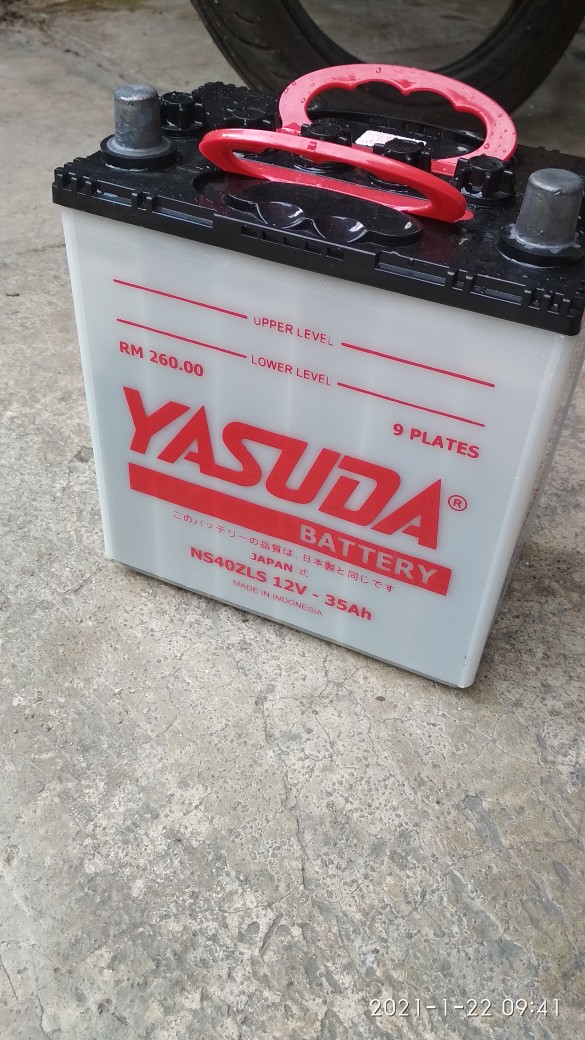 UPPER LEVEL
LOWER LEVEL
RM 260.00
9 PLATES
YASUDA®
BATTERY
このバッテリーの品質は、日本製と同じです
JAPAN 式
NS40ZLS 12V - 35Ah
MADE IN INDONESIA
2021-1-22 09:41